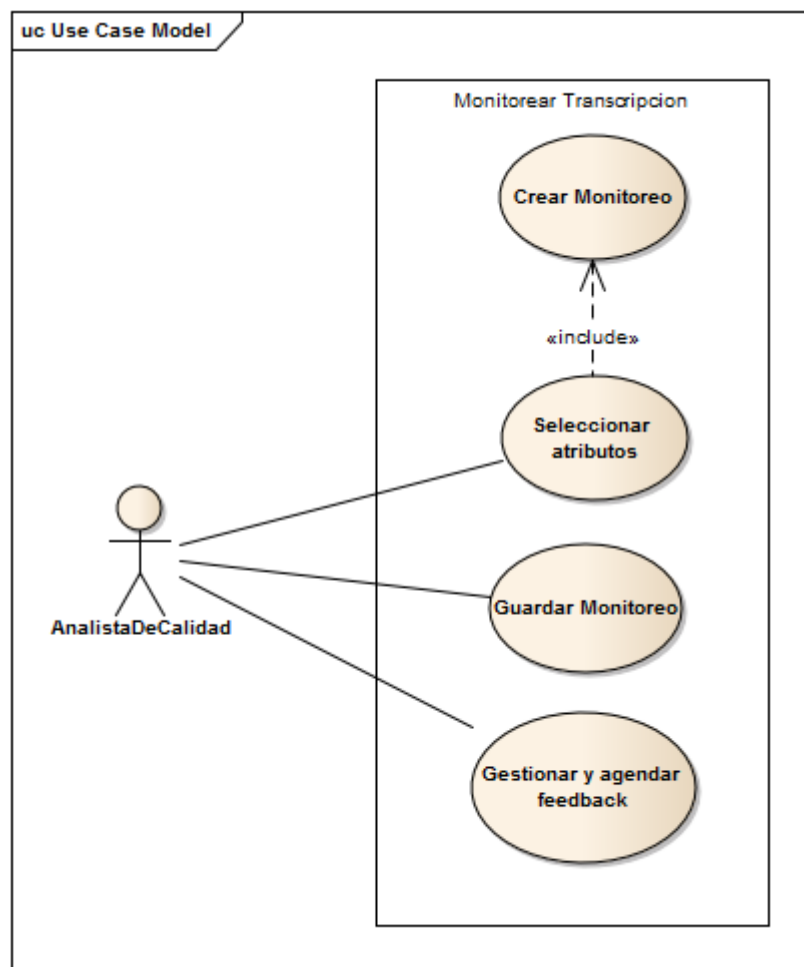 uc Use Case Model
Monitorear Transcripcion
Crear Monitoreo
«include»
Seleccionar
atributos
AnalistaDeCalidad
Guardar Monitoreo
Gestionar y agendar
feedback